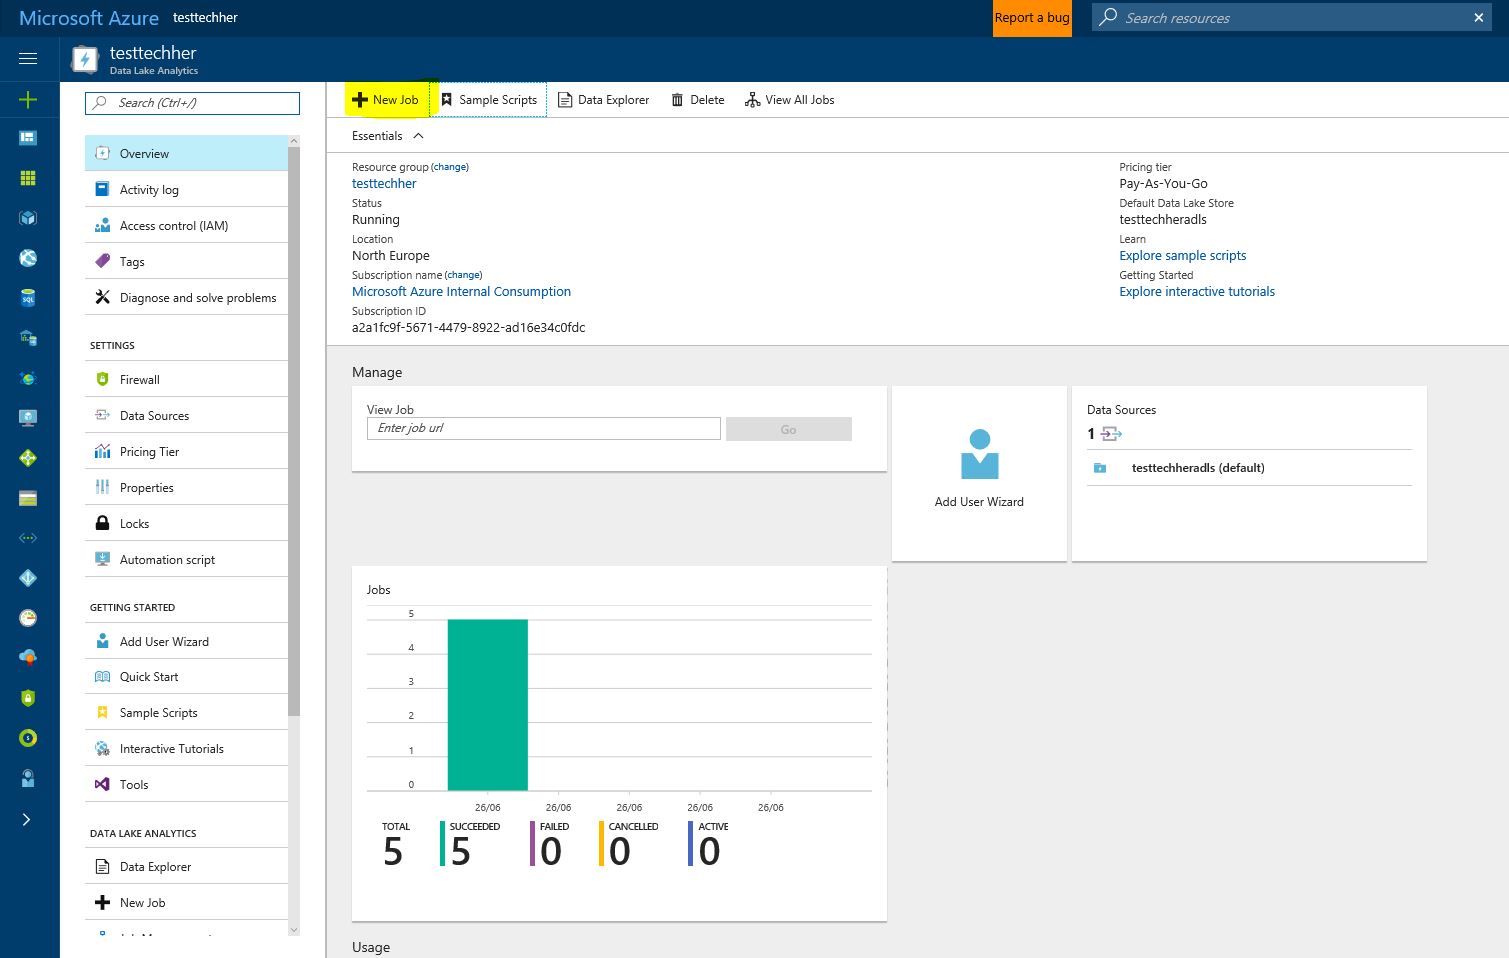 Microsoft Azure testtechher
Report a bug
Search resources
testtechher
Data Lake Analytics
Search (Ctrl+/)
Overview
Activity log
Access control (IAM)
Tags
Diagnose and solve problems
SETTINGS
Firewall
Data Sources
Pricing Tier
Properties
Locks
Automation script
GETTING STARTED
Add User Wizard
Quick Start
Sample Scripts
Interactive Tutorials
Tools
DATA LAKE ANALYTICS
Data Explorer
New Job
New Job Sample Scripts Data Explorer Delete View All Jobs
Essentials
Resource group (change)
testtechher
Status
Running
Location
North Europe
Subscription name (change)
Microsoft Azure Internal Consumption
Subscription ID
a2a1fc9f-5671-4479-8922-ad16e34c0fdc
Pricing tier
Pay-As-You-Go
Default Data Lake Store
testtechheradls
Learn
Explore sample scripts
Getting Started
Explore interactive tutorials
Manage
View Job
Enter job url
Go
Add User Wizard
Data Sources
1
testtechheradls (default)
Jobs
5
4
3
2
1
0
26/06 26/06 26/06 26/06 26/06
TOTAL SUCCEEDED FAILED CANCELLED ACTIVE
5 5 0 0 0
Usage